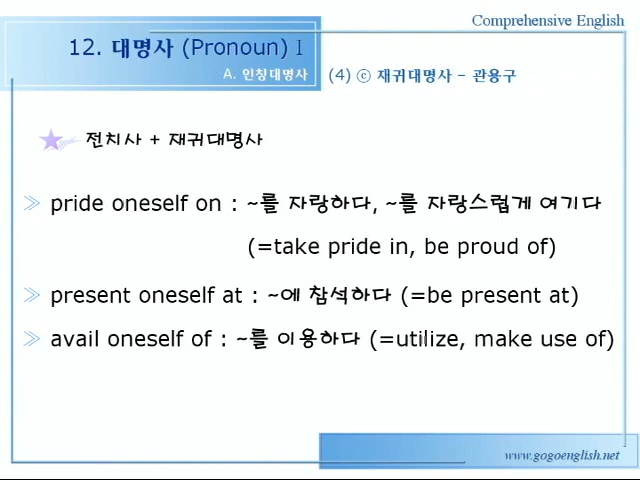 Comprehensive English
12. 대명사 (Pronoun) I
A. 인칭대명사 (4) ⓒ 재귀대명사 – 관용구
전치사 + 재귀대명사
≫ pride oneself on : ~를 자랑하다, ~를 자랑스럽게 여기다
(=take pride in, be proud of)
≫ present oneself at : ~에 참석하다 (=be present at)
≫ avail oneself of : ~를 이용하다 (=utilize, make use of)
www.gogoenglish.net